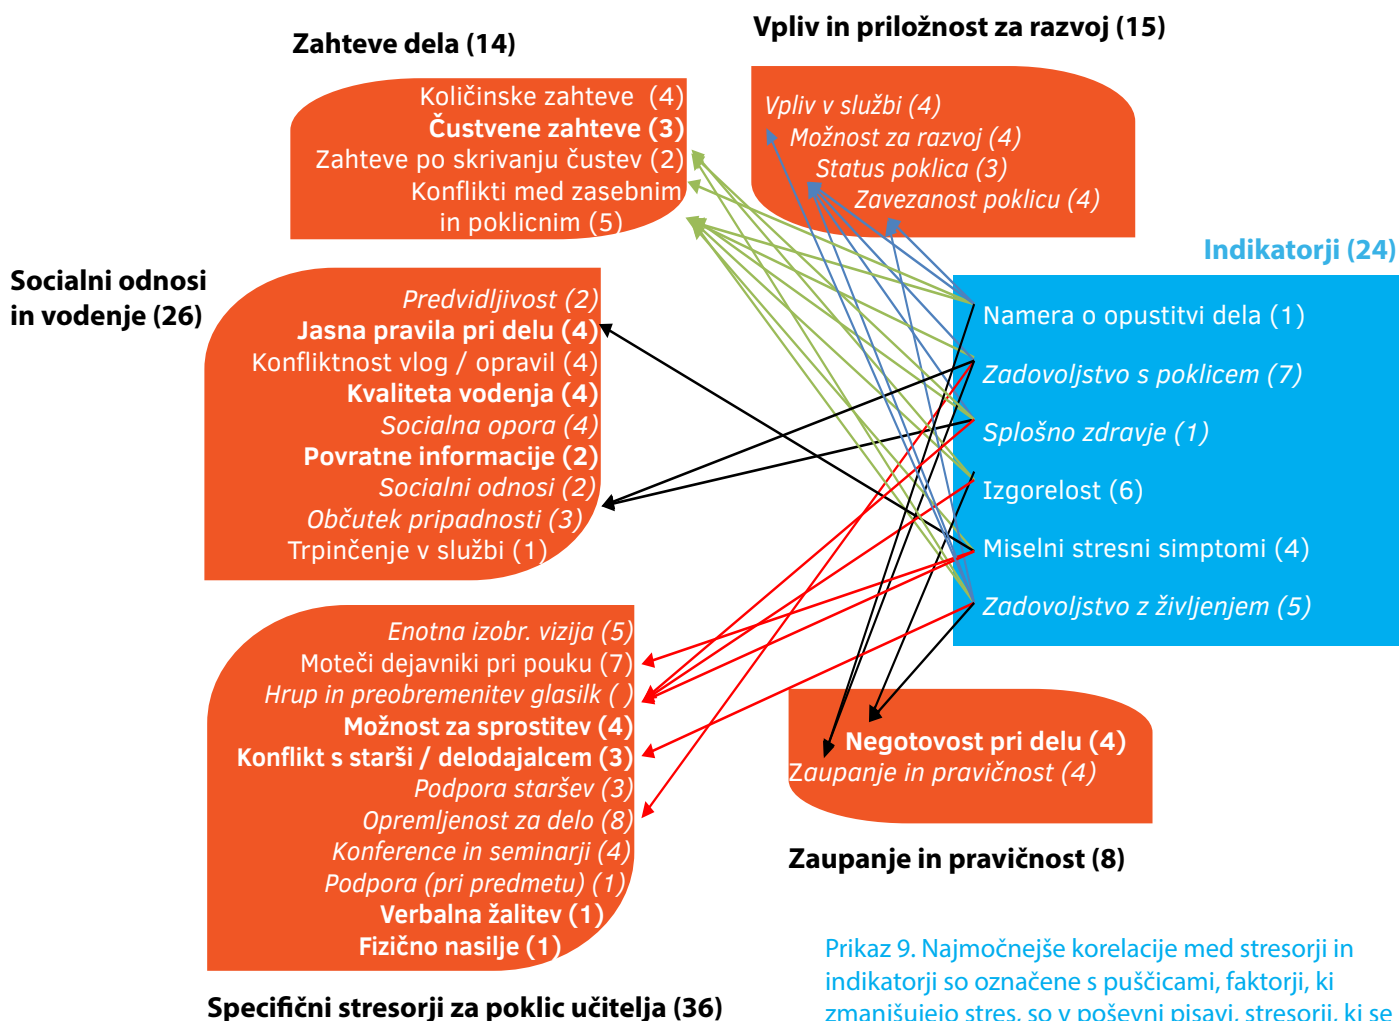 Zahteve dela (14)
Količinske zahteve (4)
Čustvene zahteve (3)
Zahteve po skrivanju čustev (2)
Konflikti med zasebnim
in poklicnim (5)
Vpliv in priložnost za razvoj (15)
Vpliv v službi (4)
Možnost za razvoj (4)
Status poklica (3)
Zavezanost poklicu (4)
Socialni odnosi
in vodenje (26)
Predvidljivost (2)
Jasna pravila pri delu (4)
Konfliktnost vlog / opravil (4)
Kvaliteta vodenja (4)
Socialna opora (4)
Povratne informacije (2)
Socialni odnosi (2)
Občutek pripadnosti (3)
Trpinčenje v službi (1)
Indikatorji (24)
Namera o opustitvi dela (1)
Zadovoljstvo s poklicem (7)
Splošno zdravje (1)
Izgorelost (6)
Miselni stresni simptomi (4)
Zadovoljstvo z življenjem (5)
Enotna izobr. vizija (5)
Moteči dejavniki pri pouku (7)
Hrup in preobremenitev glasilk ( )
Možnost za sprostitev (4)
Konflikt s starši / delodajalcem (3)
Podpora staršev (3)
Opremljenost za delo (8)
Konference in seminarji (4)
Podpora (pri predmetu) (1)
Verbalna žalitev (1)
Fizično nasilje (1)
Specifični stresorji za poklic učitelja (36)
Negotovost pri delu (4)
Zaupanje in pravičnost (4)
Zaupanje in pravičnost (8)
Prikaz 9. Najmočnejše korelacije med stresorji in
indikatorji so označene s puščicami, faktorji, ki
zmanjšujejo stres, so v poševni pisavi, stresorji, ki se